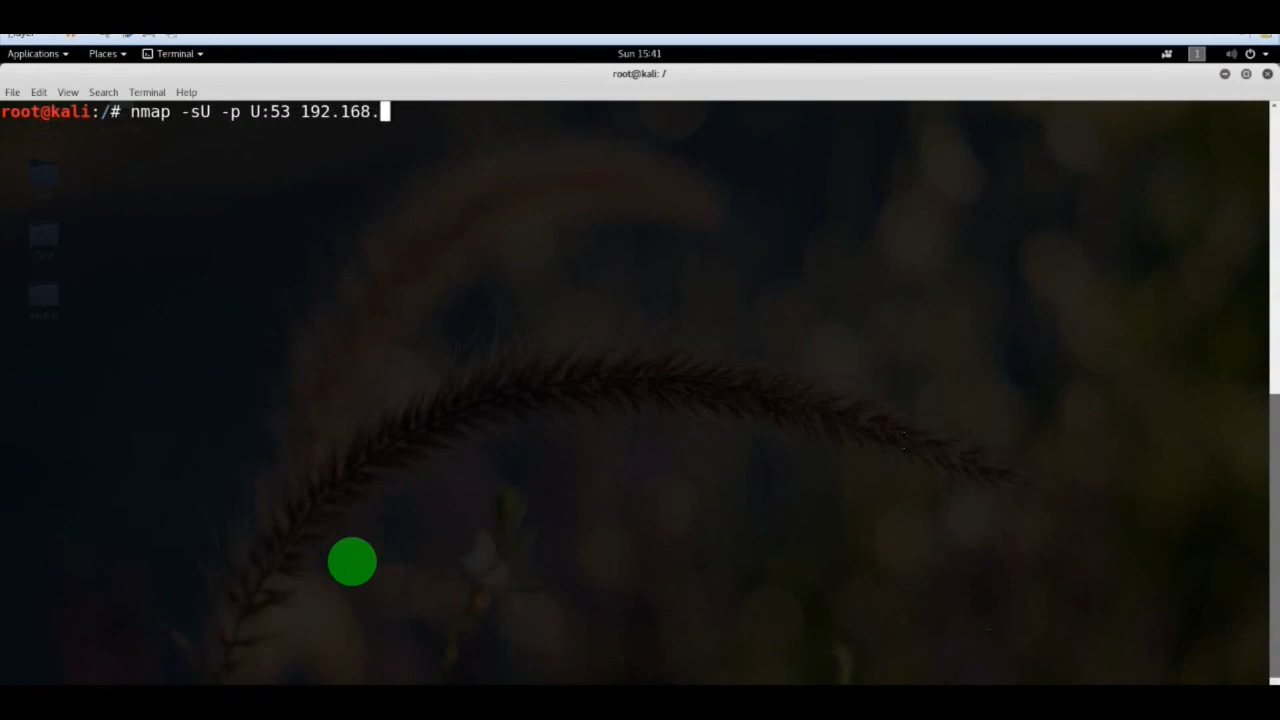 Applications Places Terminal Sun 15:41 1
root@kali: /
File Edit View Search Terminal Help
root@kali:/# nmap -sU -p U:53 192.168.